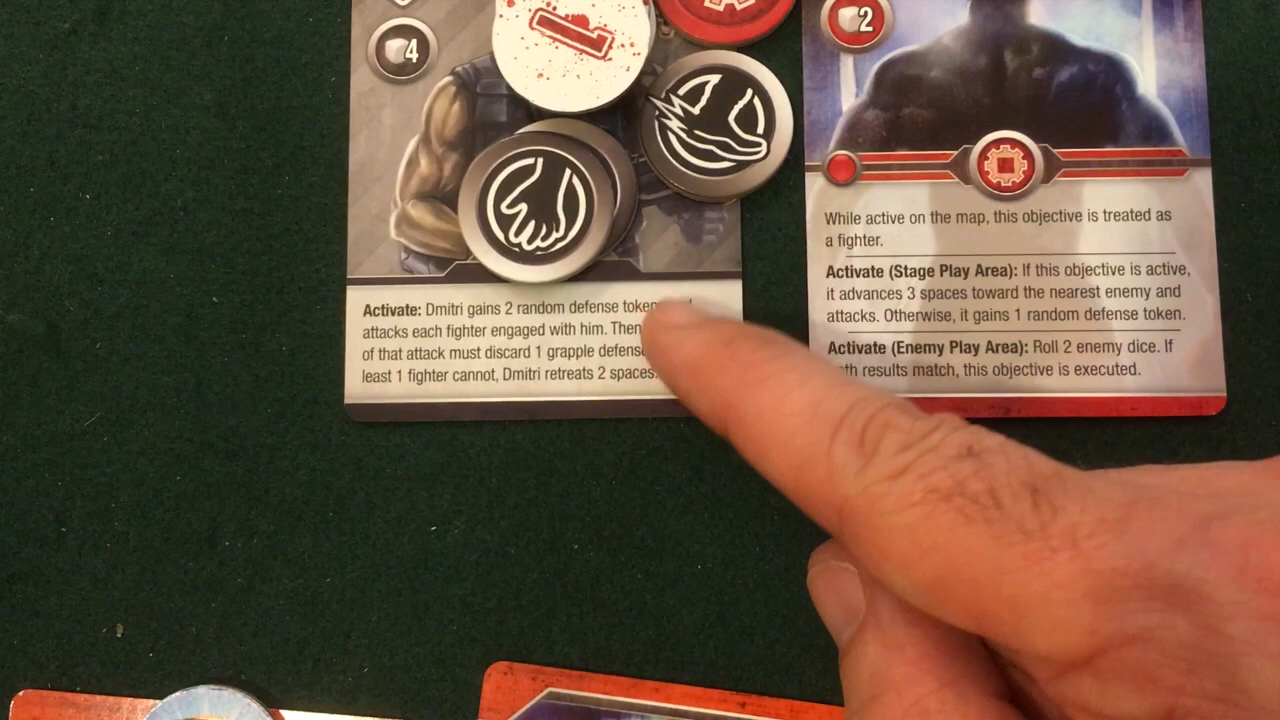 4
1
2
Activate: Dmitri gains 2 random defense
attacks each fighter engaged with him. Then
of that attack must discard 1 grapple
least 1 fighter cannot, Dmitri retreats 2 spaces.
While active on the map, this objective is treated as
a fighter.
Activate (Stage Play Area): If this objective is active,
it advances 3 spaces toward the nearest enemy and
attacks. Otherwise, it gains 1 random defense token.
Activate (Enemy Play Area): Roll 2 enemy dice. If
results match, this objective is executed.